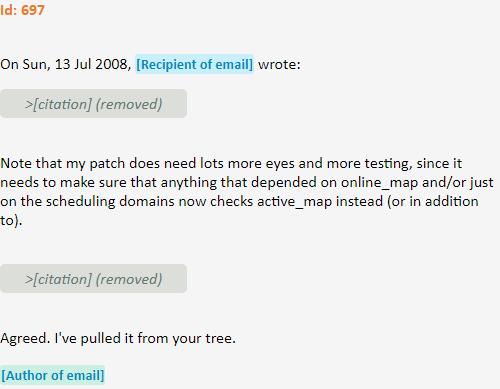 Id: 697
On Sun, 13 Jul 2008, [Recipient of email] wrote:
>[citation] (removed)
Note that my patch does need lots more eyes and more testing, since it
needs to make sure that anything that depended on online_map and/or just
on the scheduling domains now checks active_map instead (or in addition
to).
>[citation] (removed)
Agreed. I've pulled it from your tree.
[Author of email]